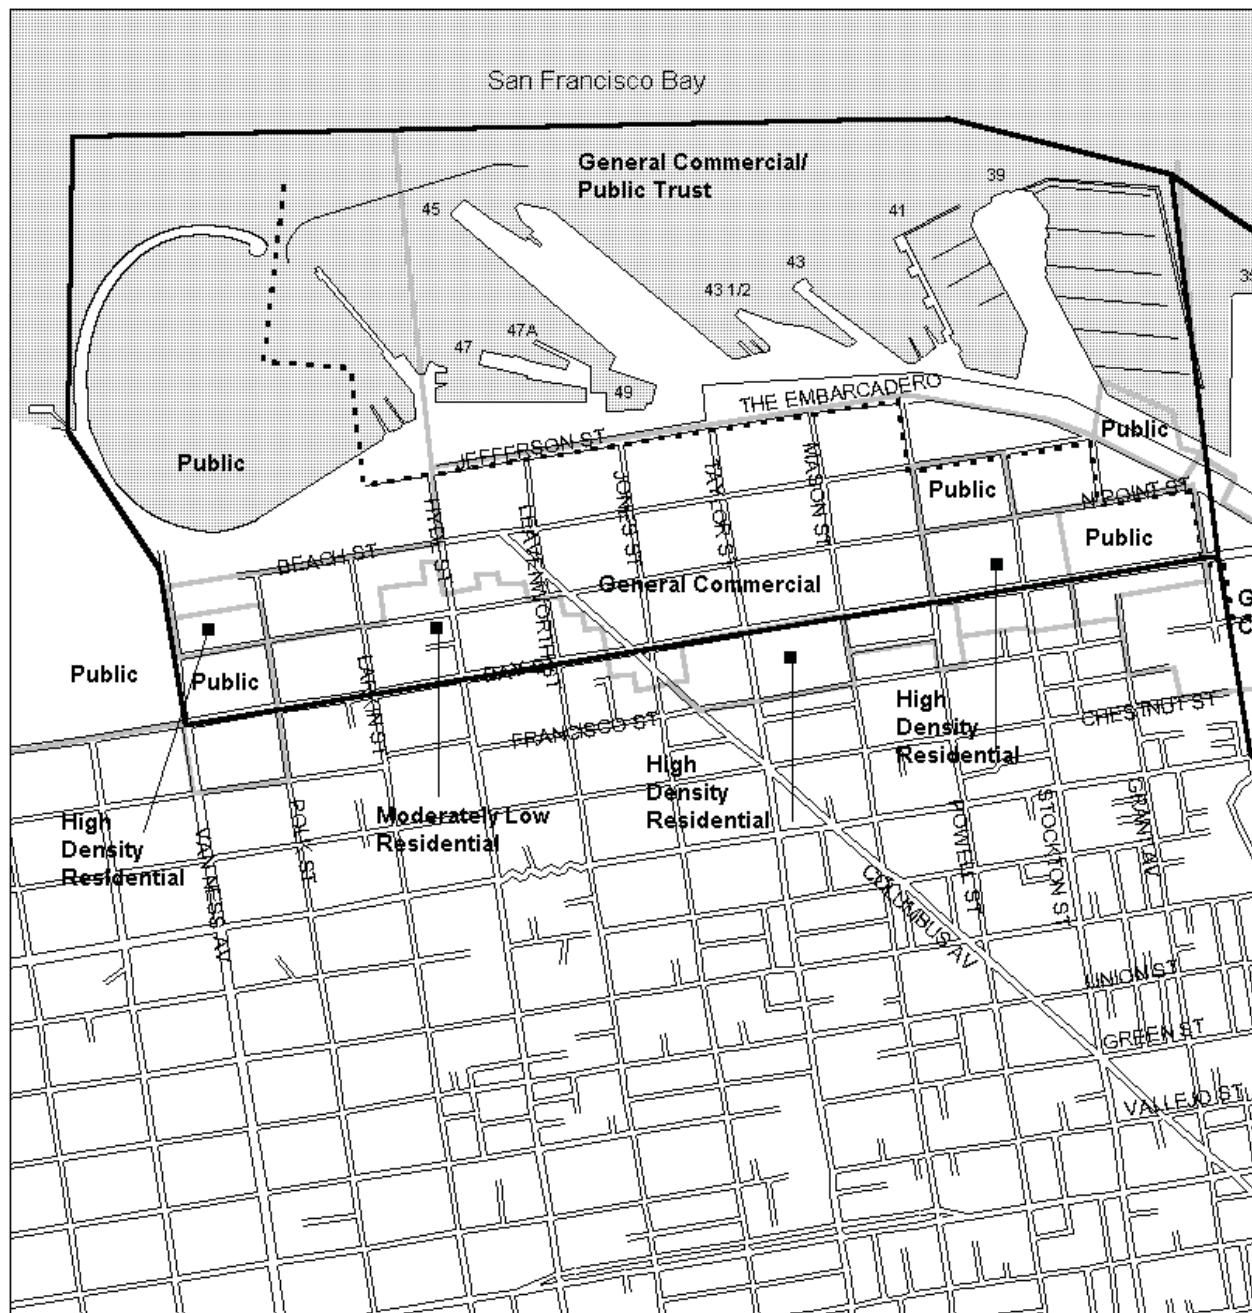 San Francisco Bay
General Commercial/
Public Trust
39
45
41
43
43 1/2
47A
47
49
THE EMBARCADERO
JEFFERSON ST
Public
Public
Public
N POINT ST
Public
HYDE ST
LEAVENWORTH ST
JONES ST
TAYLOR S
MASON ST
BEACH ST
General Commercial
G
C
Public
Public
LARKIN ST
FRANCISCO ST
High
Density
Residential
CHESTNUT ST
High
Density
Residential
Moderately Low
Residential
High
Density
Residential
VAN NESS AV
POLK ST
POWELL ST
STOCKTON ST
GRANT AV
COLUMBUS AV
UNION ST
GREEN ST
VALLEJO ST